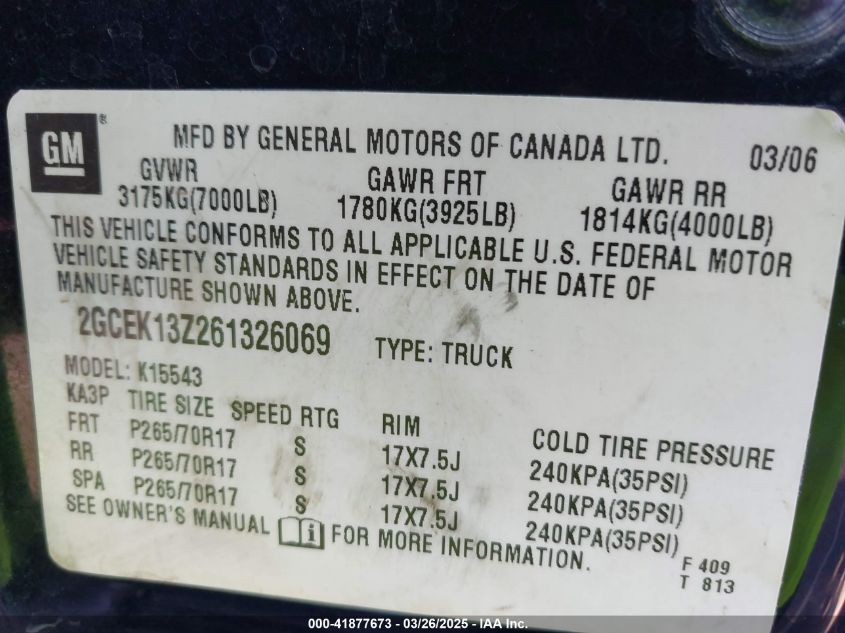 GM ®
MFD BY GENERAL MOTORS OF CANADA LTD. 03/06
GVWR GAWR FRT GAWR RR
3175KG(7000LB) 1780KG(3925LB) 1814KG(4000LB)
THIS VEHICLE CONFORMS TO ALL APPLICABLE U.S. FEDERAL MOTOR
VEHICLE SAFETY STANDARDS IN EFFECT ON THE DATE OF
MANUFACTURE SHOWN ABOVE.
2GCEK13Z261326069 TYPE: TRUCK
MODEL: K15543
KA3P TIRE SIZE SPEED RTG RIM COLD TIRE PRESSURE
FRT P265/70R17 S 17X7.5J 240KPA(35PSI)
RR P265/70R17 S 17X7.5J 240KPA(35PSI)
SPA P265/70R17 S 17X7.5J 240KPA(35PSI)
SEE OWNER'S MANUAL i FOR MORE INFORMATION.
F 409
T 813
000-41877673 - 03/26/2025 - IAA Inc.